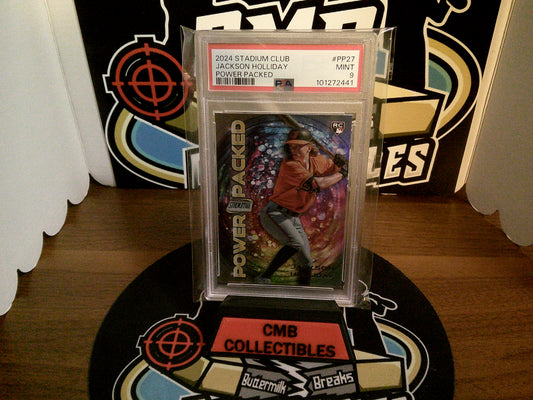 CMB
2024 STADIUM CLUB #PP27
JACKSON HOLLIDAY MINT
POWER PACKED 9
PSA 101272441
RC
POWER PACKED
CMB
COLLECTIBLES
Buttermilk Breaks